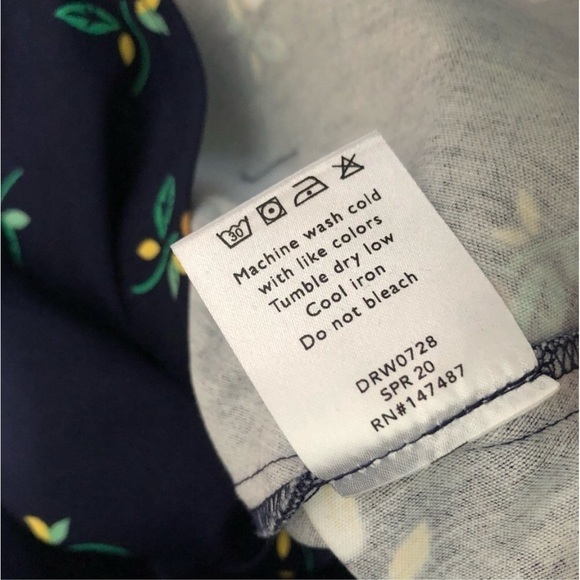 30
Machine wash cold
with like colors
Tumble dry low
Cool iron
Do not bleach
DRW0728
SPR 20
RN#147487